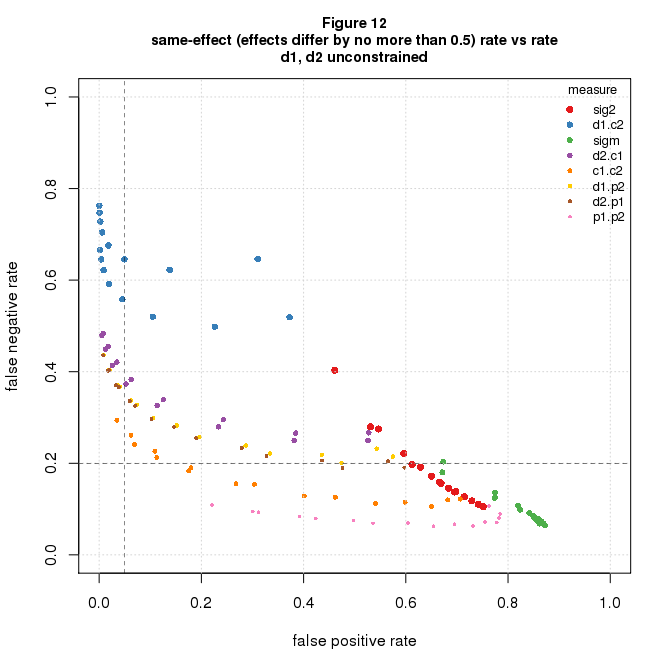 Figure 12
same-effect (effects differ by no more than 0.5) rate vs rate
d1, d2 unconstrained
measure
sig2
d1.c2
sigm
d2.c1
c1.c2
d1.p2
d2.p1
p1.p2
false negative rate
1.0
0.8
0.6
0.4
0.2
0.0
0.0 0.2 0.4 0.6 0.8 1.0
false positive rate